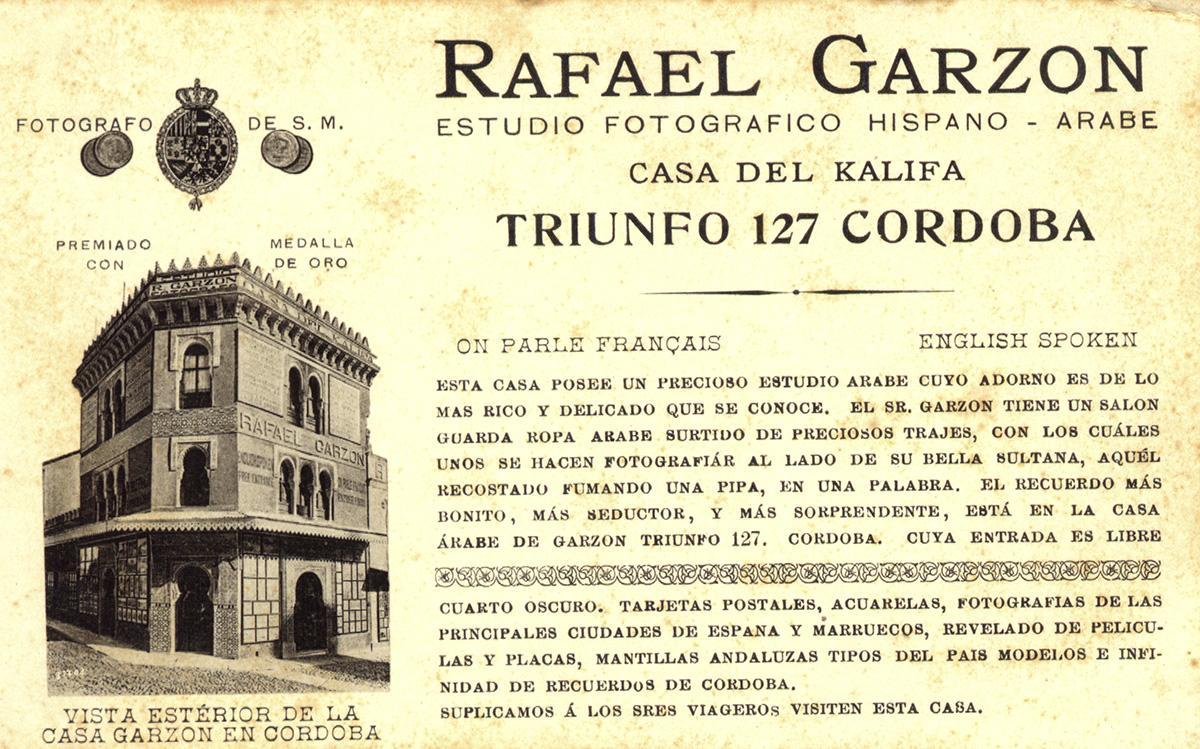 RAFAEL GARZON
ESTUDIO FOTOGRAFICO HISPANO - ARABE
CASA DEL KALIFA
TRIUNFO 127 CORDOBA
FOTOGRAFO DE S. M.
PREMIADO CON
MEDALLA DE ORO
ESTUDIO
R. GARZON
RAFAEL GARZON
VISTA ESTÉRIOR DE LA
CASA GARZON EN CORDOBA
ON PARLE FRANÇAIS
ENGLISH SPOKEN
ESTA CASA POSEE UN PRECIOSO ESTUDIO ARABE CUYO ADORNO ES DE LO
MAS RICO Y DELICADO QUE SE CONOCE. EL SR. GARZON TIENE UN SALON
GUARDA ROPA ARABE SURTIDO DE PRECIOSOS TRAJES, CON LOS CUÁLES
UNOS SE HACEN FOTOGRAFIÁR AL LADO DE SU BELLA SULTANA, AQUÉL
RECOSTADO FUMANDO UNA PIPA, EN UNA PALABRA. EL RECUERDO MÁS
BONITO, MÁS SEDUCTOR, Y MÁS SORPRENDENTE, ESTÁ EN LA CASA
ÁRABE DE GARZON TRIUNFO 127. CORDOBA. CUYA ENTRADA ES LIBRE
CUARTO OSCURO. TARJETAS POSTALES, ACUARELAS, FOTOGRAFIAS DE LAS
PRINCIPALES CIUDADES DE ESPANA Y MARRUECOS, REVELADO DE PELICU-
LAS Y PLACAS, MANTILLAS ANDALUZAS TIPOS DEL PAIS MODELOS E INFI-
NIDAD DE RECUERDOS DE CORDOBA.
SUPLICAMOS Á LOS SRES VIAGEROS VISITEN ESTA CASA.